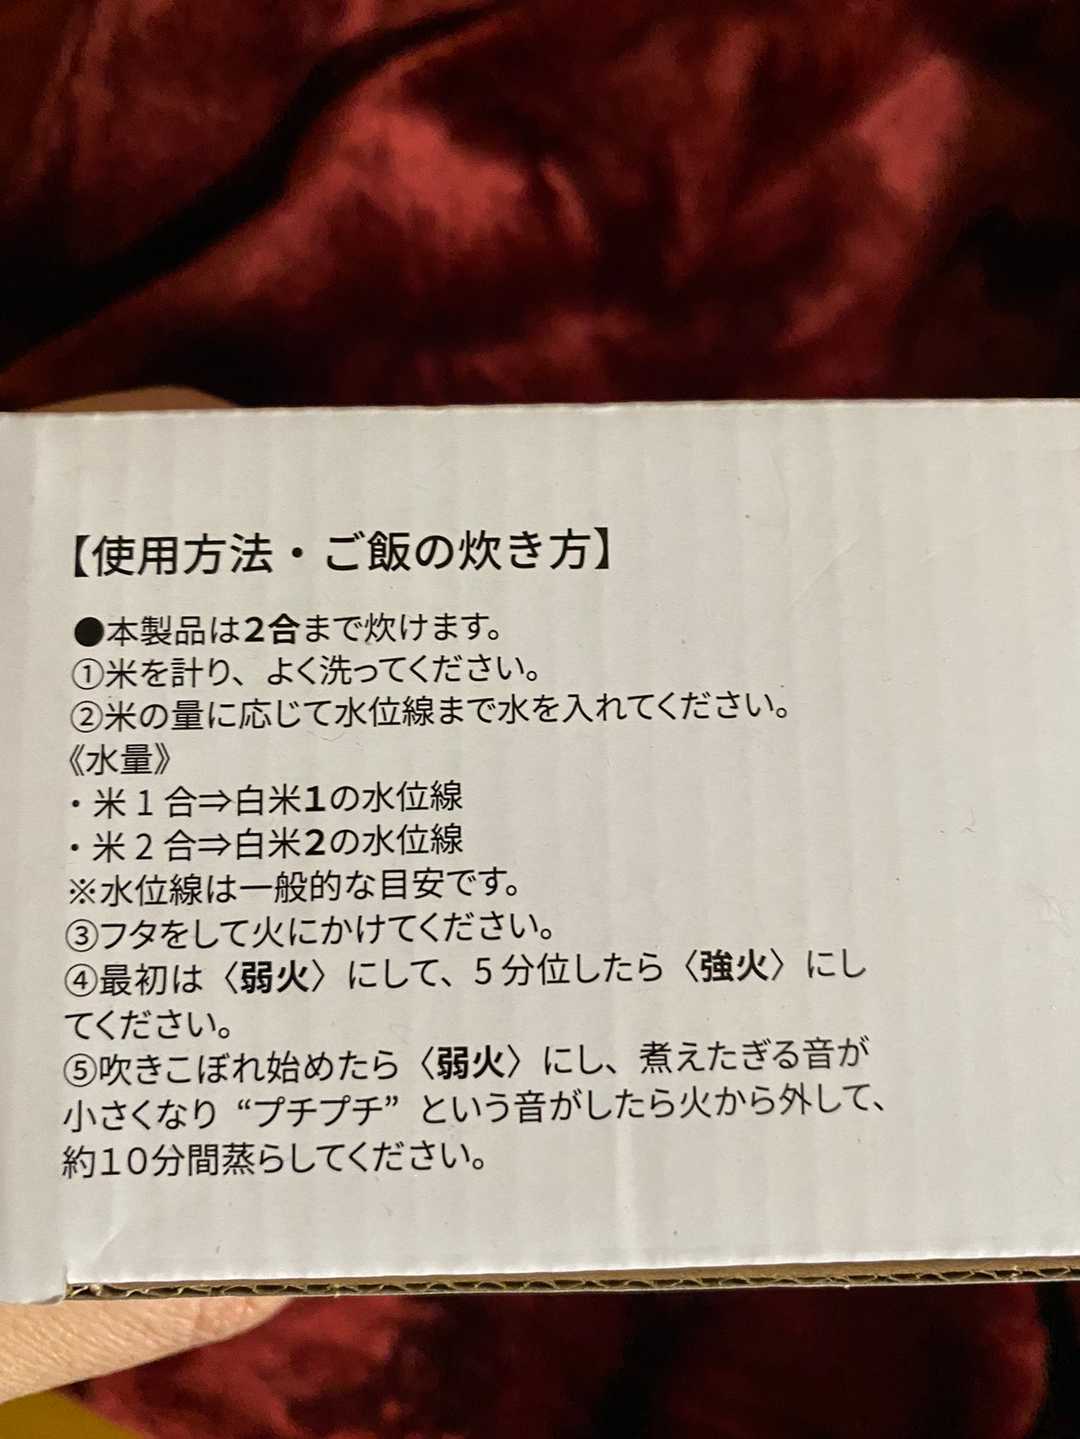 【使用方法・ご飯の炊き方】
●本製品は2合まで炊けます。
①米を計り、よく洗ってください。
②米の量に応じて水位線まで水を入れてください。
《水量》
・米1合⇒白米1の水位線
・米2合⇒白米2の水位線
※水位線は一般的な目安です。
③フタをして火にかけてください。
④最初は〈弱火〉にして、5分位したら〈強火〉にし
てください。
⑤吹きこぼれ始めたら〈弱火〉にし、煮えたぎる音が
小さくなり“プチプチ”という音がしたら火から外して、
約10分間蒸らしてください。